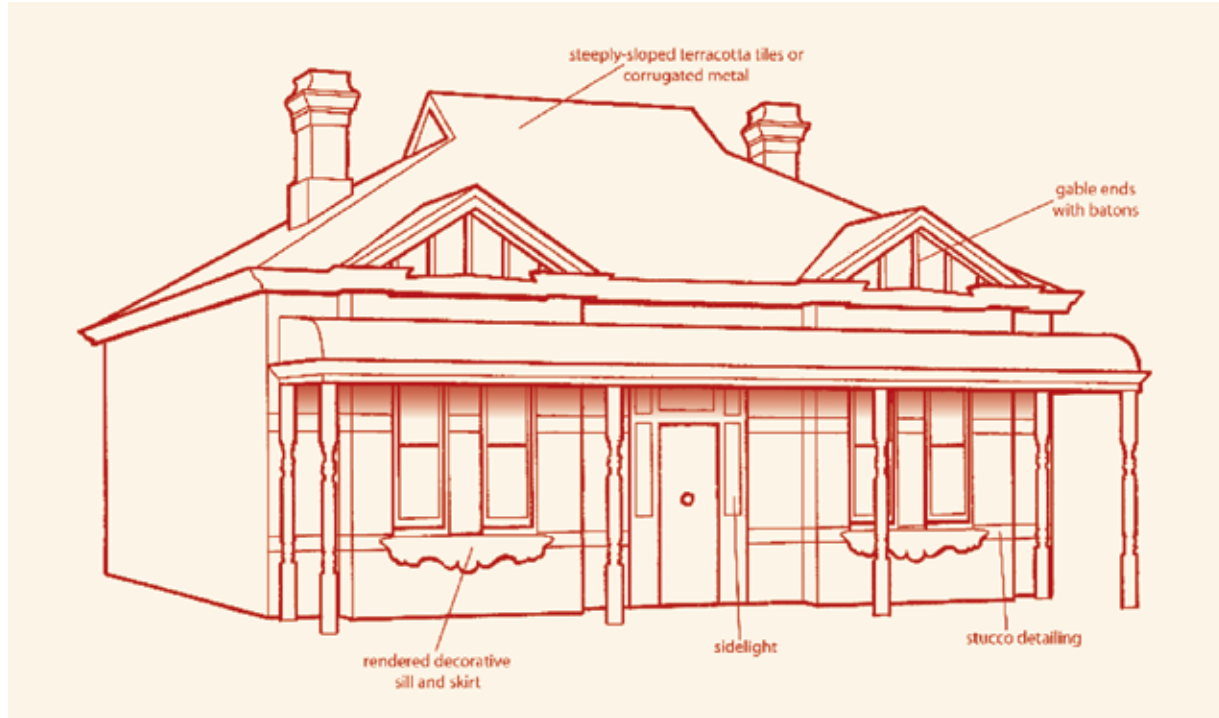 steeply-sloped terracotta tiles or
corrugated metal
gable ends
with batons
stucco detailing
sidelight
rendered decorative
sill and skirt